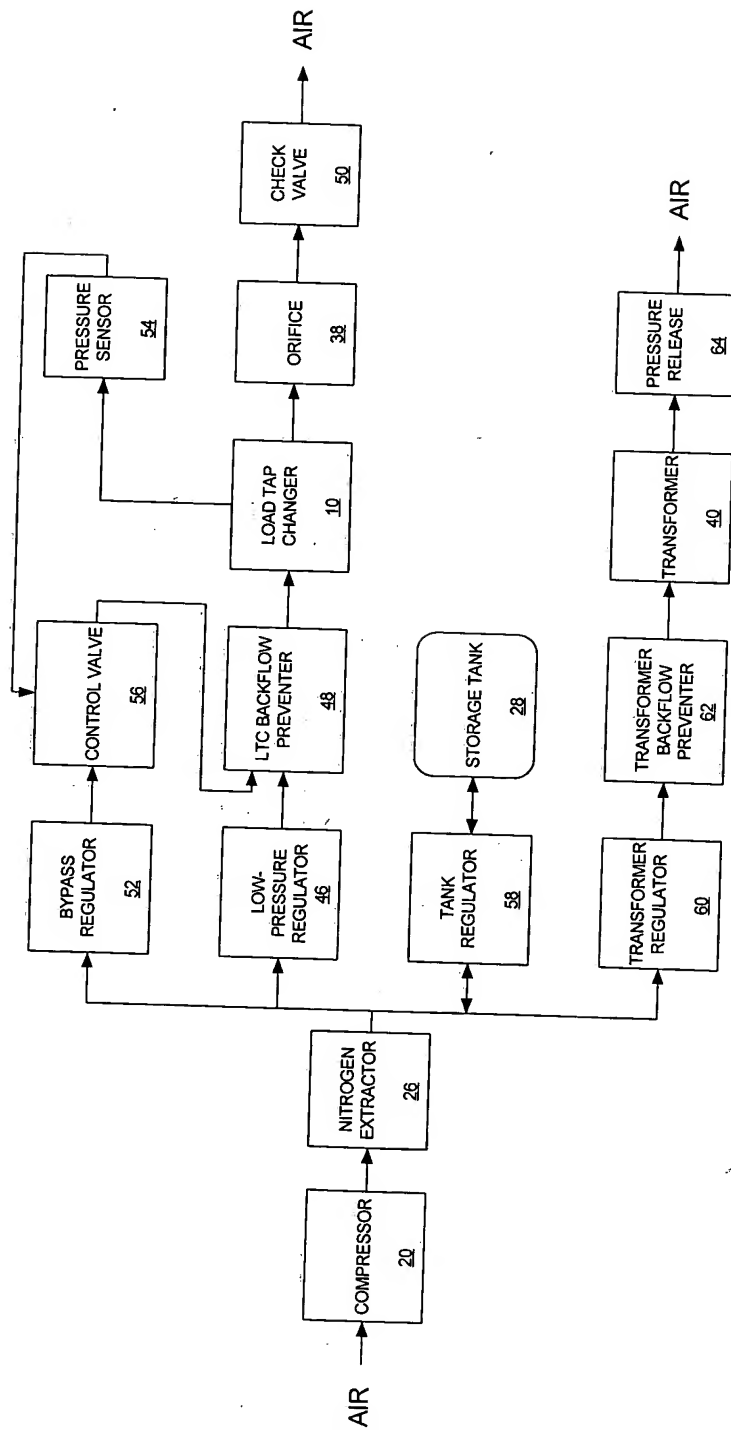 AIR
COMPRESSOR
20
NITROGEN
EXTRACTOR
26
BYPASS
REGULATOR
52
CONTROL VALVE
56
PRESSURE
SENSOR
54
LOW-
PRESSURE
REGULATOR
46
LTC BACKFLOW
PREVENTER
48
LOAD TAP
CHANGER
10
ORIFICE
38
CHECK
VALVE
50
AIR
TANK
REGULATOR
58
STORAGE TANK
28
TRANSFORMER
REGULATOR
60
TRANSFORMER
BACKFLOW
PREVENTER
62
TRANSFORMER
40
PRESSURE
RELEASE
64
AIR